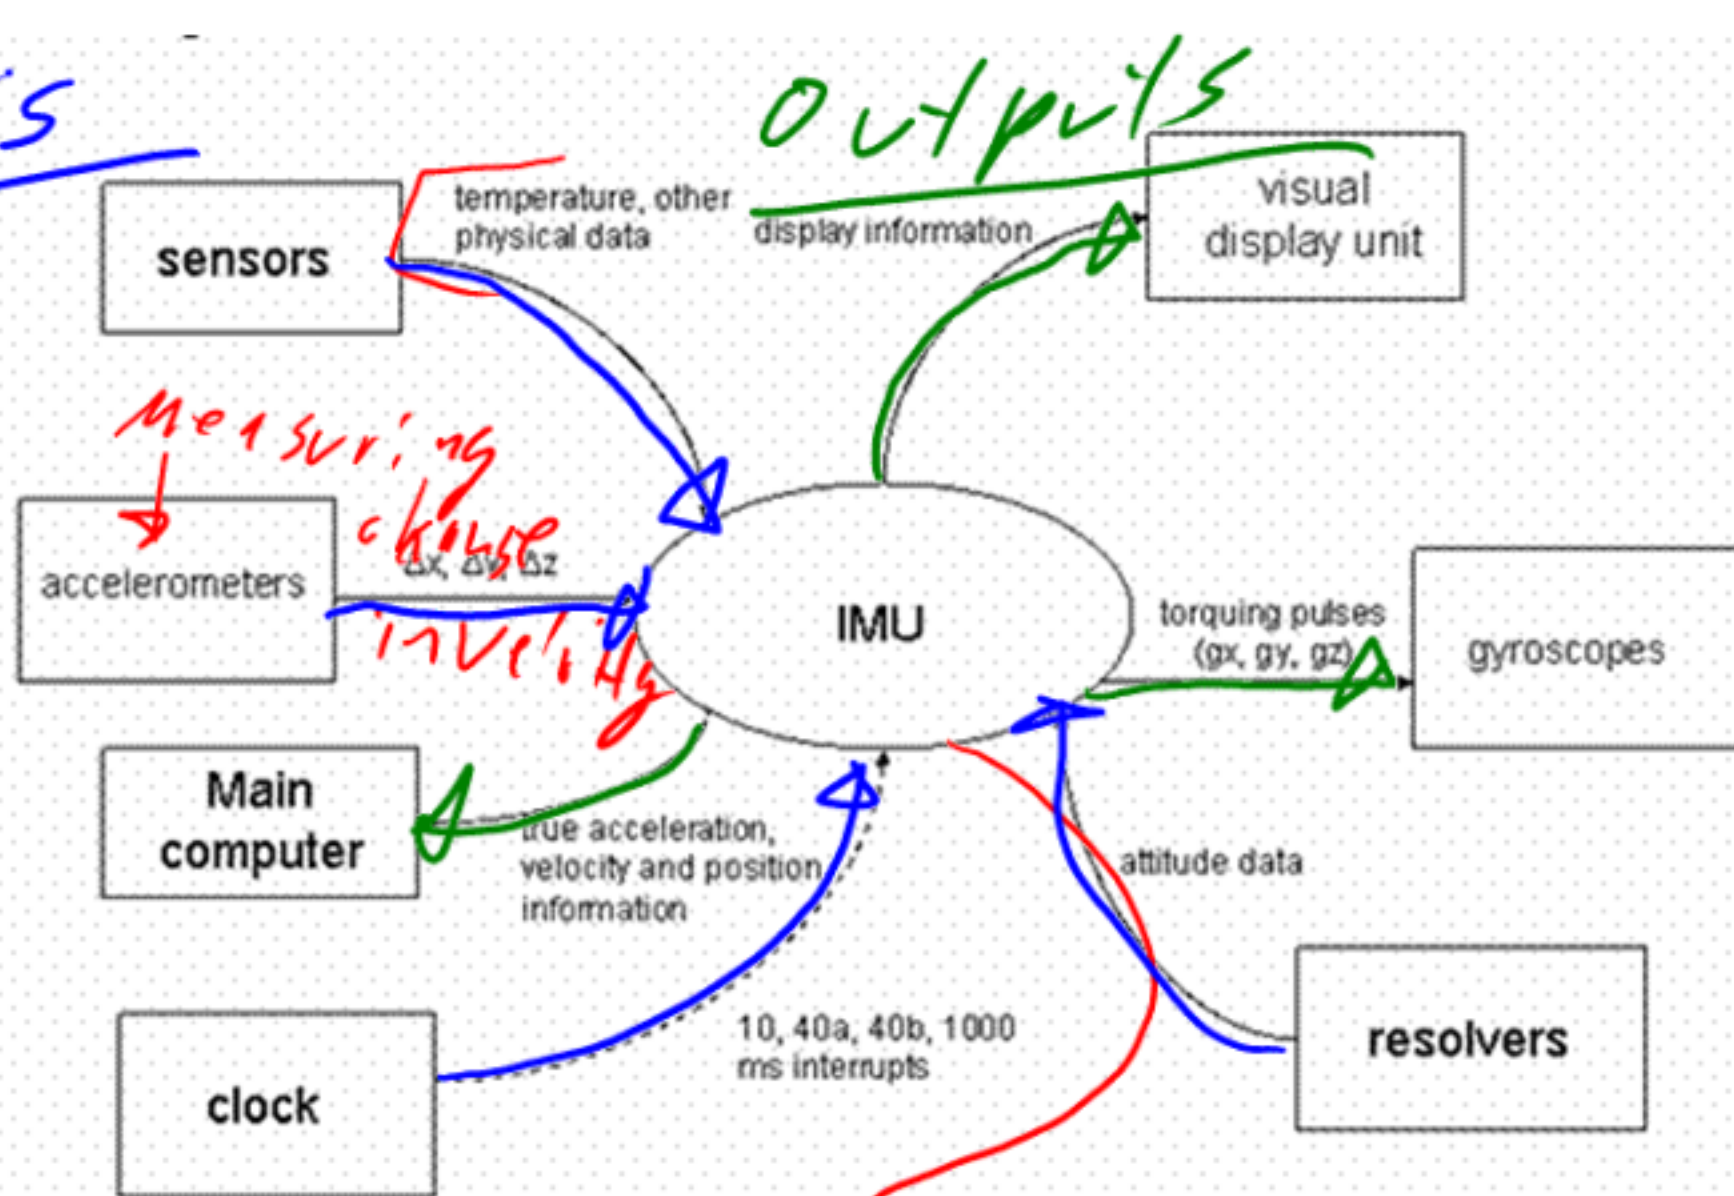 s
Outputs
sensors
temperature, other
physical data
display information
visual
display unit
Measuring
change
accelerometers
Δx, Δy, Δz
in
IMU
torquing pulses
(gx, gy, gz)
gyroscopes
Main
computer
true acceleration,
velocity and position
information
attitude data
10, 40a, 40b, 1000
ms interrupts
resolvers
clock